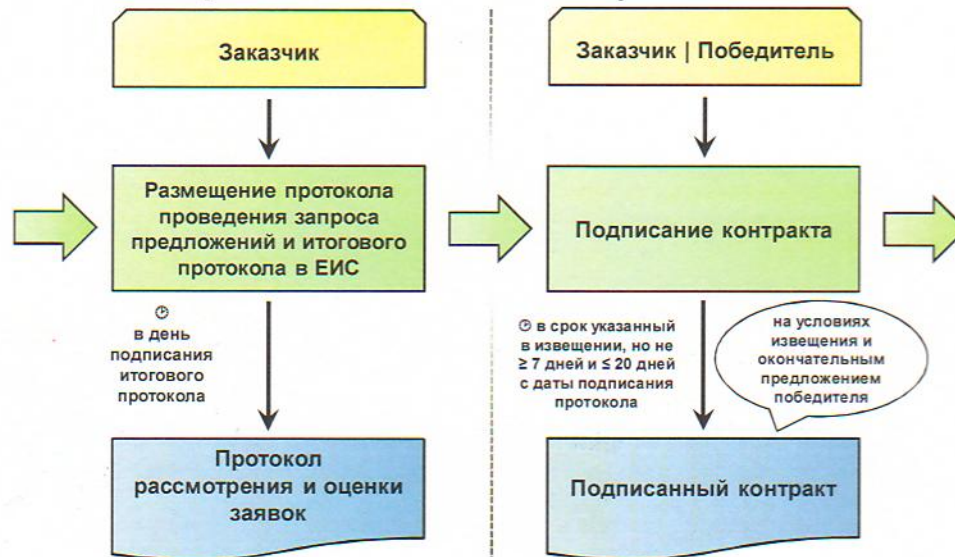 Заказчик
Размещение протокола
проведения запроса
предложений и итогового
протокола в ЕИС
в день
подписания
итогового
протокола
Протокол
рассмотрения и оценки
заявок
Заказчик | Победитель
Подписание контракта
в срок указанный
в извещении, но не
≥ 7 дней и ≤ 20 дней
с даты подписания
протокола
на условиях
извещения и
окончательным
предложением
победителя
Подписанный контракт